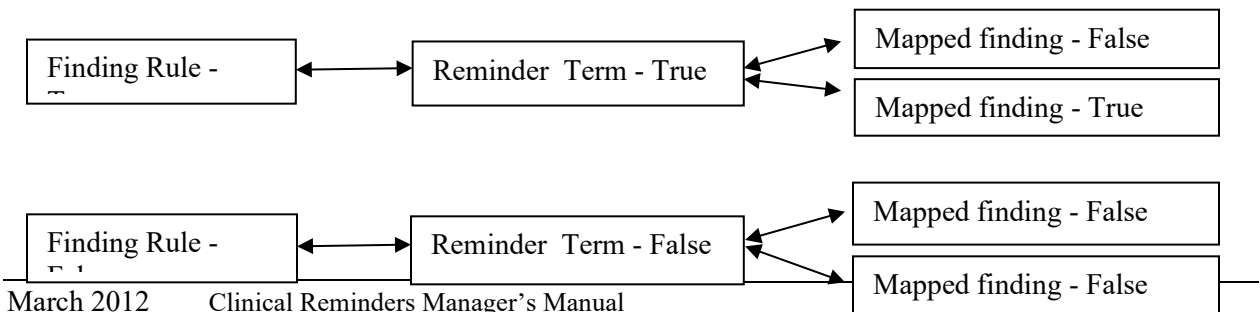 Finding Rule -
Reminder Term - True
Mapped finding - False
Mapped finding - True
Finding Rule -
Reminder Term - False
Mapped finding - False
Mapped finding - False
March 2012 Clinical Reminders Manager’s Manual